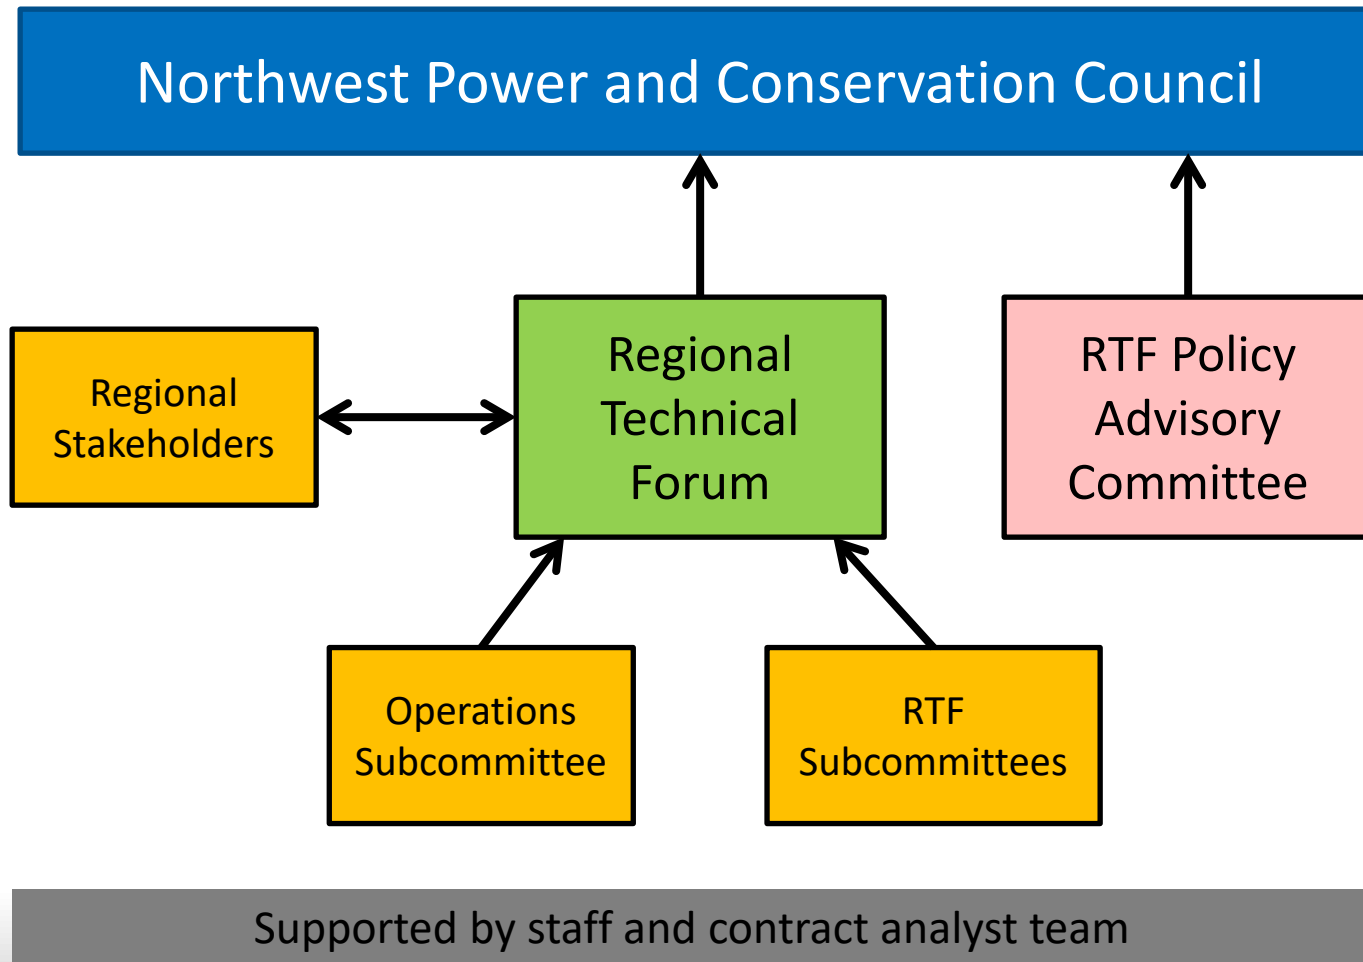 Northwest Power and Conservation Council
Regional
Stakeholders
Regional
Technical
Forum
RTF Policy
Advisory
Committee
Operations
Subcommittee
RTF
Subcommittees
Supported by staff and contract analyst team